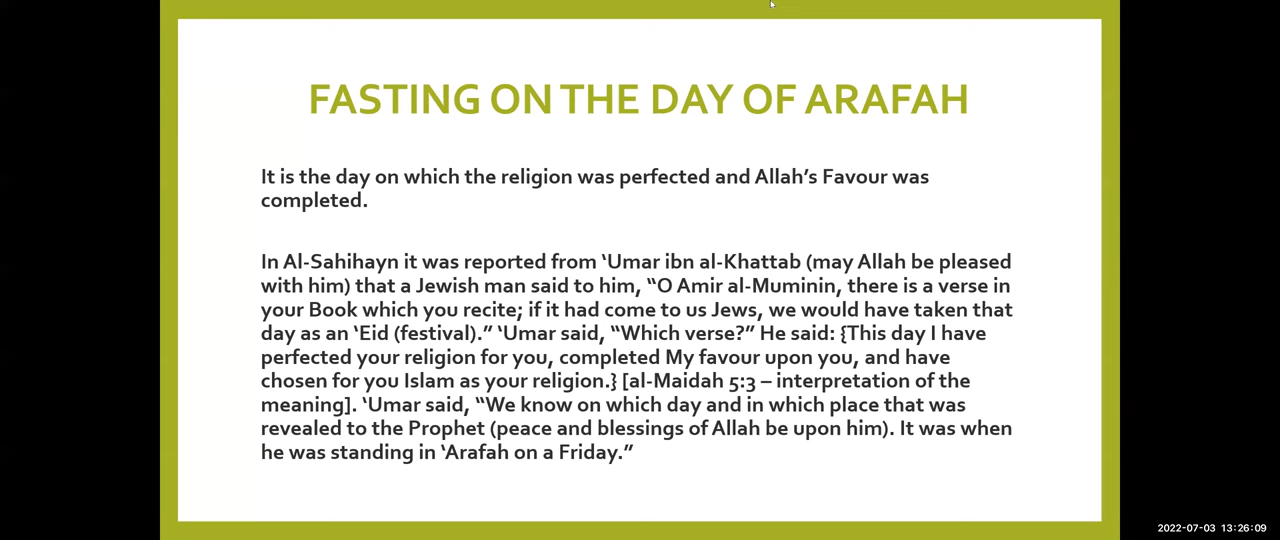 FASTING ON THE DAY OF ARAFAH
It is the day on which the religion was perfected and Allah’s Favour was
completed.
In Al-Sahihayn it was reported from ‘Umar ibn al-Khattab (may Allah be pleased
with him) that a Jewish man said to him, “O Amir al-Muminin, there is a verse in
your Book which you recite; if it had come to us Jews, we would have taken that
day as an ‘Eid (festival).” ‘Umar said, “Which verse?” He said: {This day I have
perfected your religion for you, completed My favour upon you, and have
chosen for you Islam as your religion.} [al-Maidah 5:3 – interpretation of the
meaning]. ‘Umar said, “We know on which day and in which place that was
revealed to the Prophet (peace and blessings of Allah be upon him). It was when
he was standing in ‘Arafah on a Friday.”
2022-07-03 13:26:09